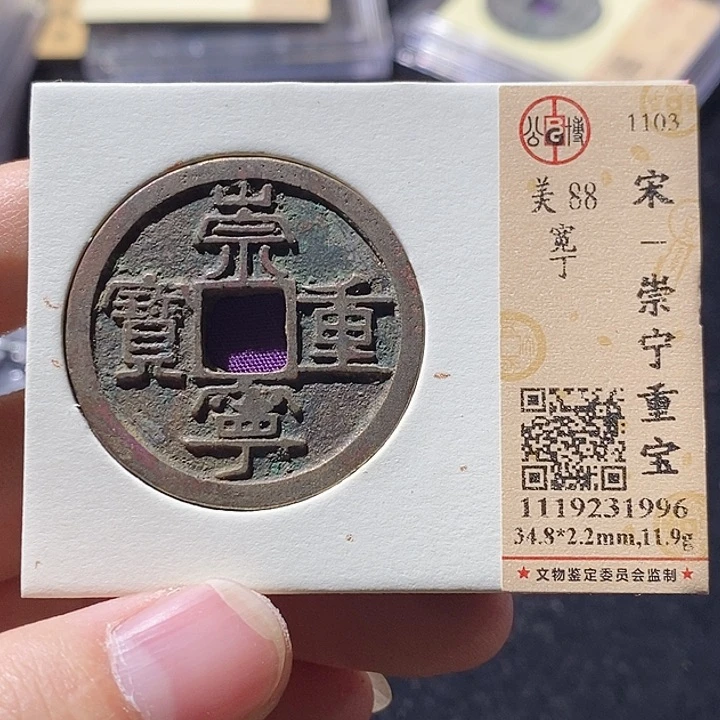 崇
重
寧
寶
公博
1103
宋一崇宁重宝
美 88
寛丁
1119231996
34.8*2.2mm,11.9g
★ 文物鉴定委员会监制 ★